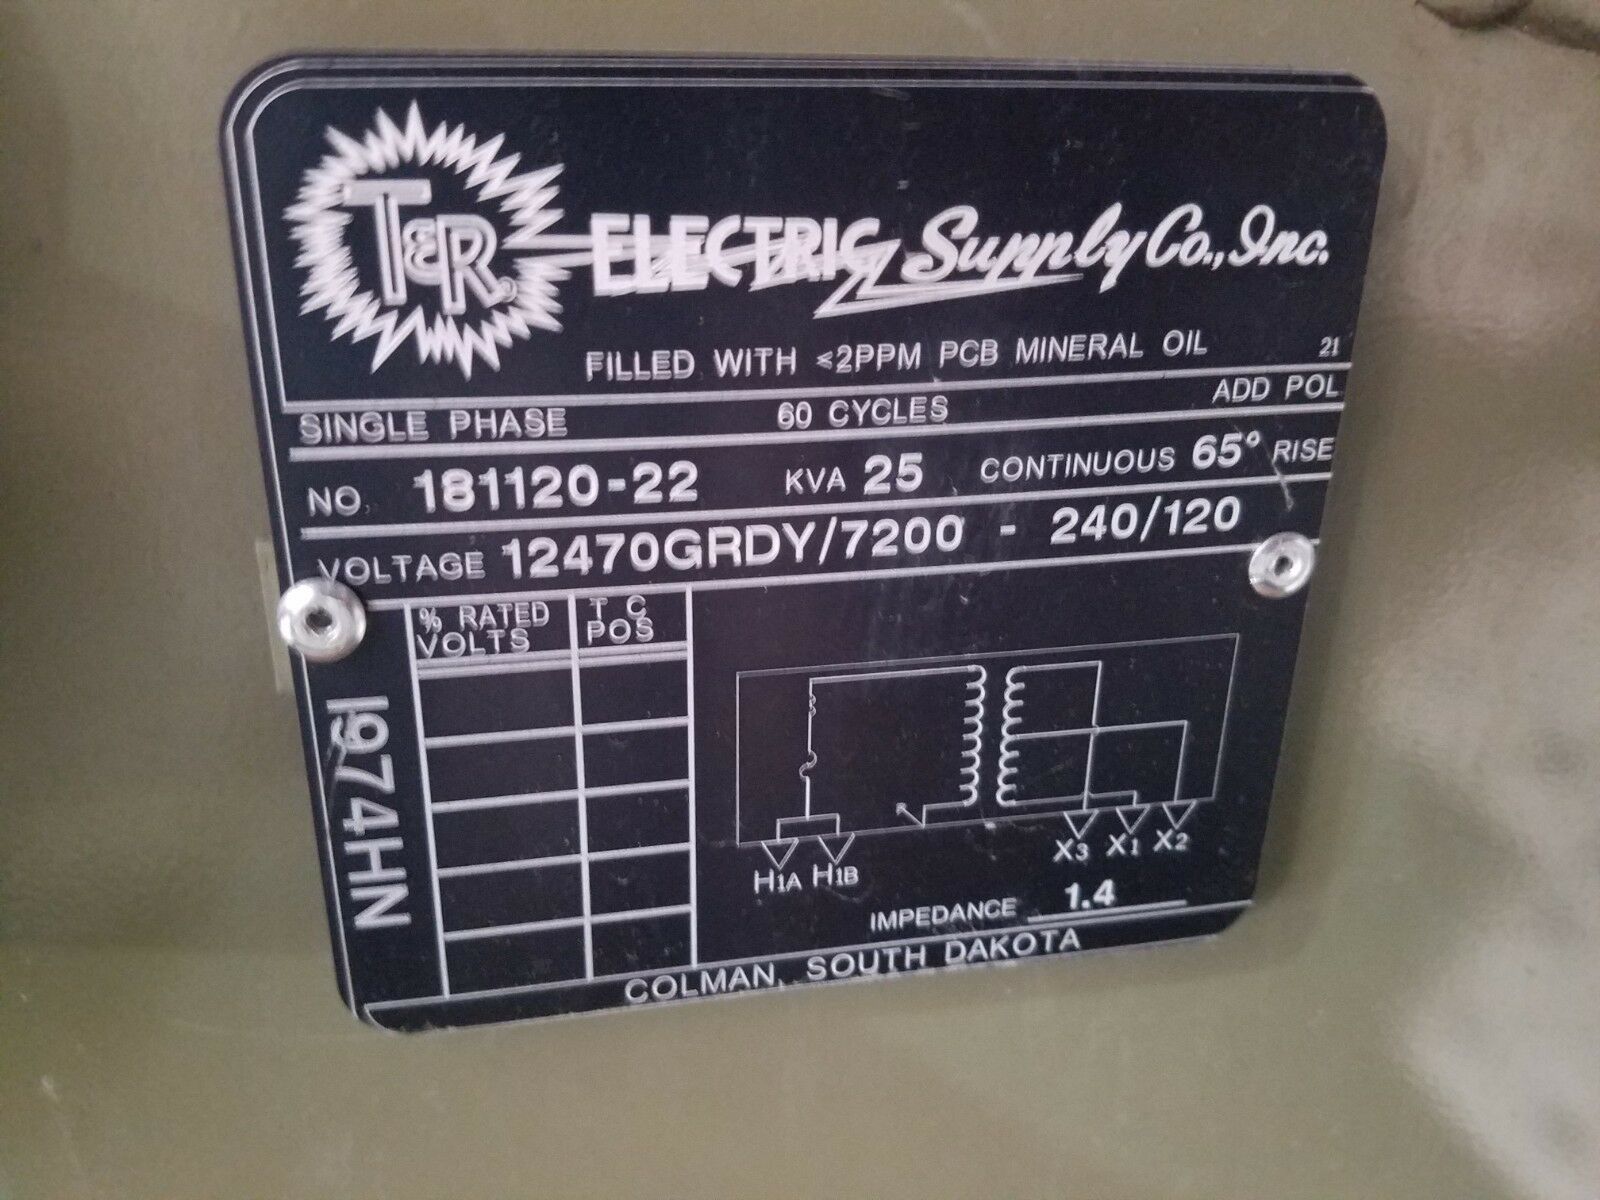 T&R ELECTRIC Supply Co., Inc.
FILLED WITH <2PPM PCB MINERAL OIL 21
SINGLE PHASE 60 CYCLES ADD POL
NO. 181120-22 KVA 25 CONTINUOUS 65° RISE
VOLTAGE 12470GRDY/7200 - 240/120
% RATED VOLTS
T C POS
1974HN
H1A H1B
X3 X1 X2
IMPEDANCE 1.4
COLMAN, SOUTH DAKOTA